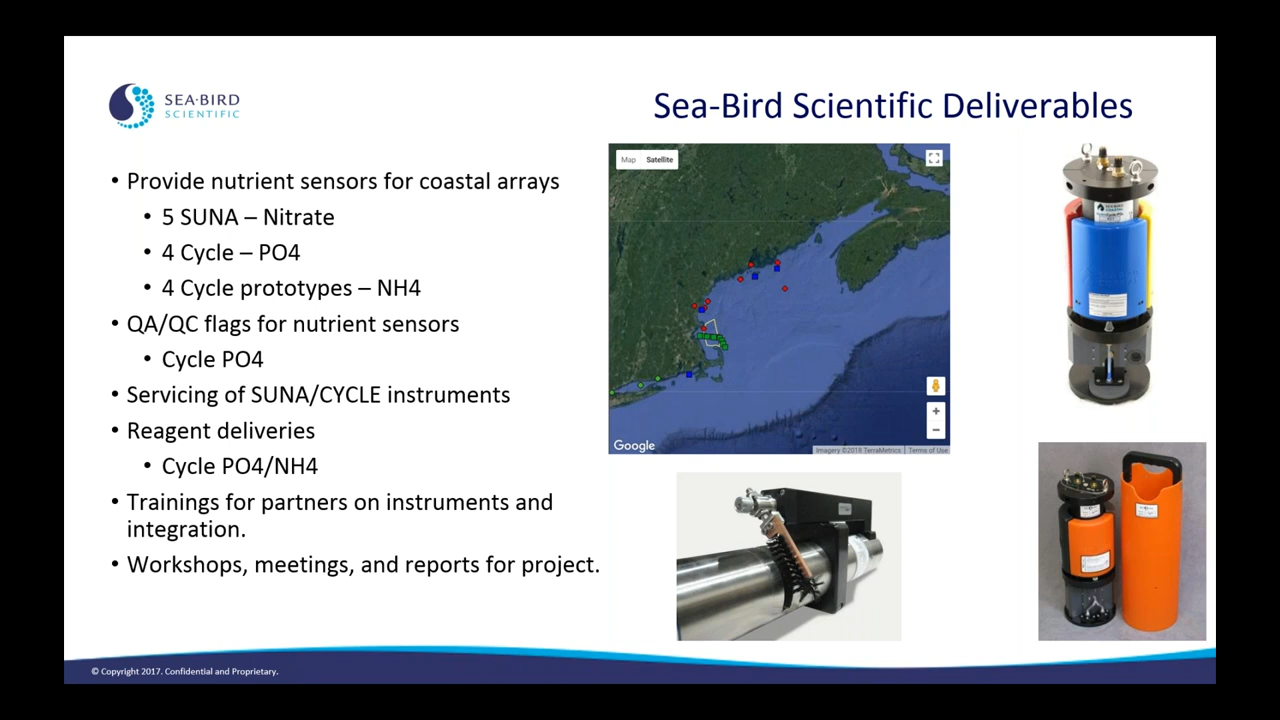 SEA·BIRD
SCIENTIFIC
Sea-Bird Scientific Deliverables
• Provide nutrient sensors for coastal arrays
• 5 SUNA – Nitrate
• 4 Cycle – PO4
• 4 Cycle prototypes – NH4
• QA/QC flags for nutrient sensors
• Cycle PO4
• Servicing of SUNA/CYCLE instruments
• Reagent deliveries
• Cycle PO4/NH4
• Trainings for partners on instruments and
integration.
• Workshops, meetings, and reports for project.
Map Satellite
Google
Imagery ©2018 TerraMetrics Terms of Use
SEA-BIRD
COASTAL
© Copyright 2017. Confidential and Proprietary.